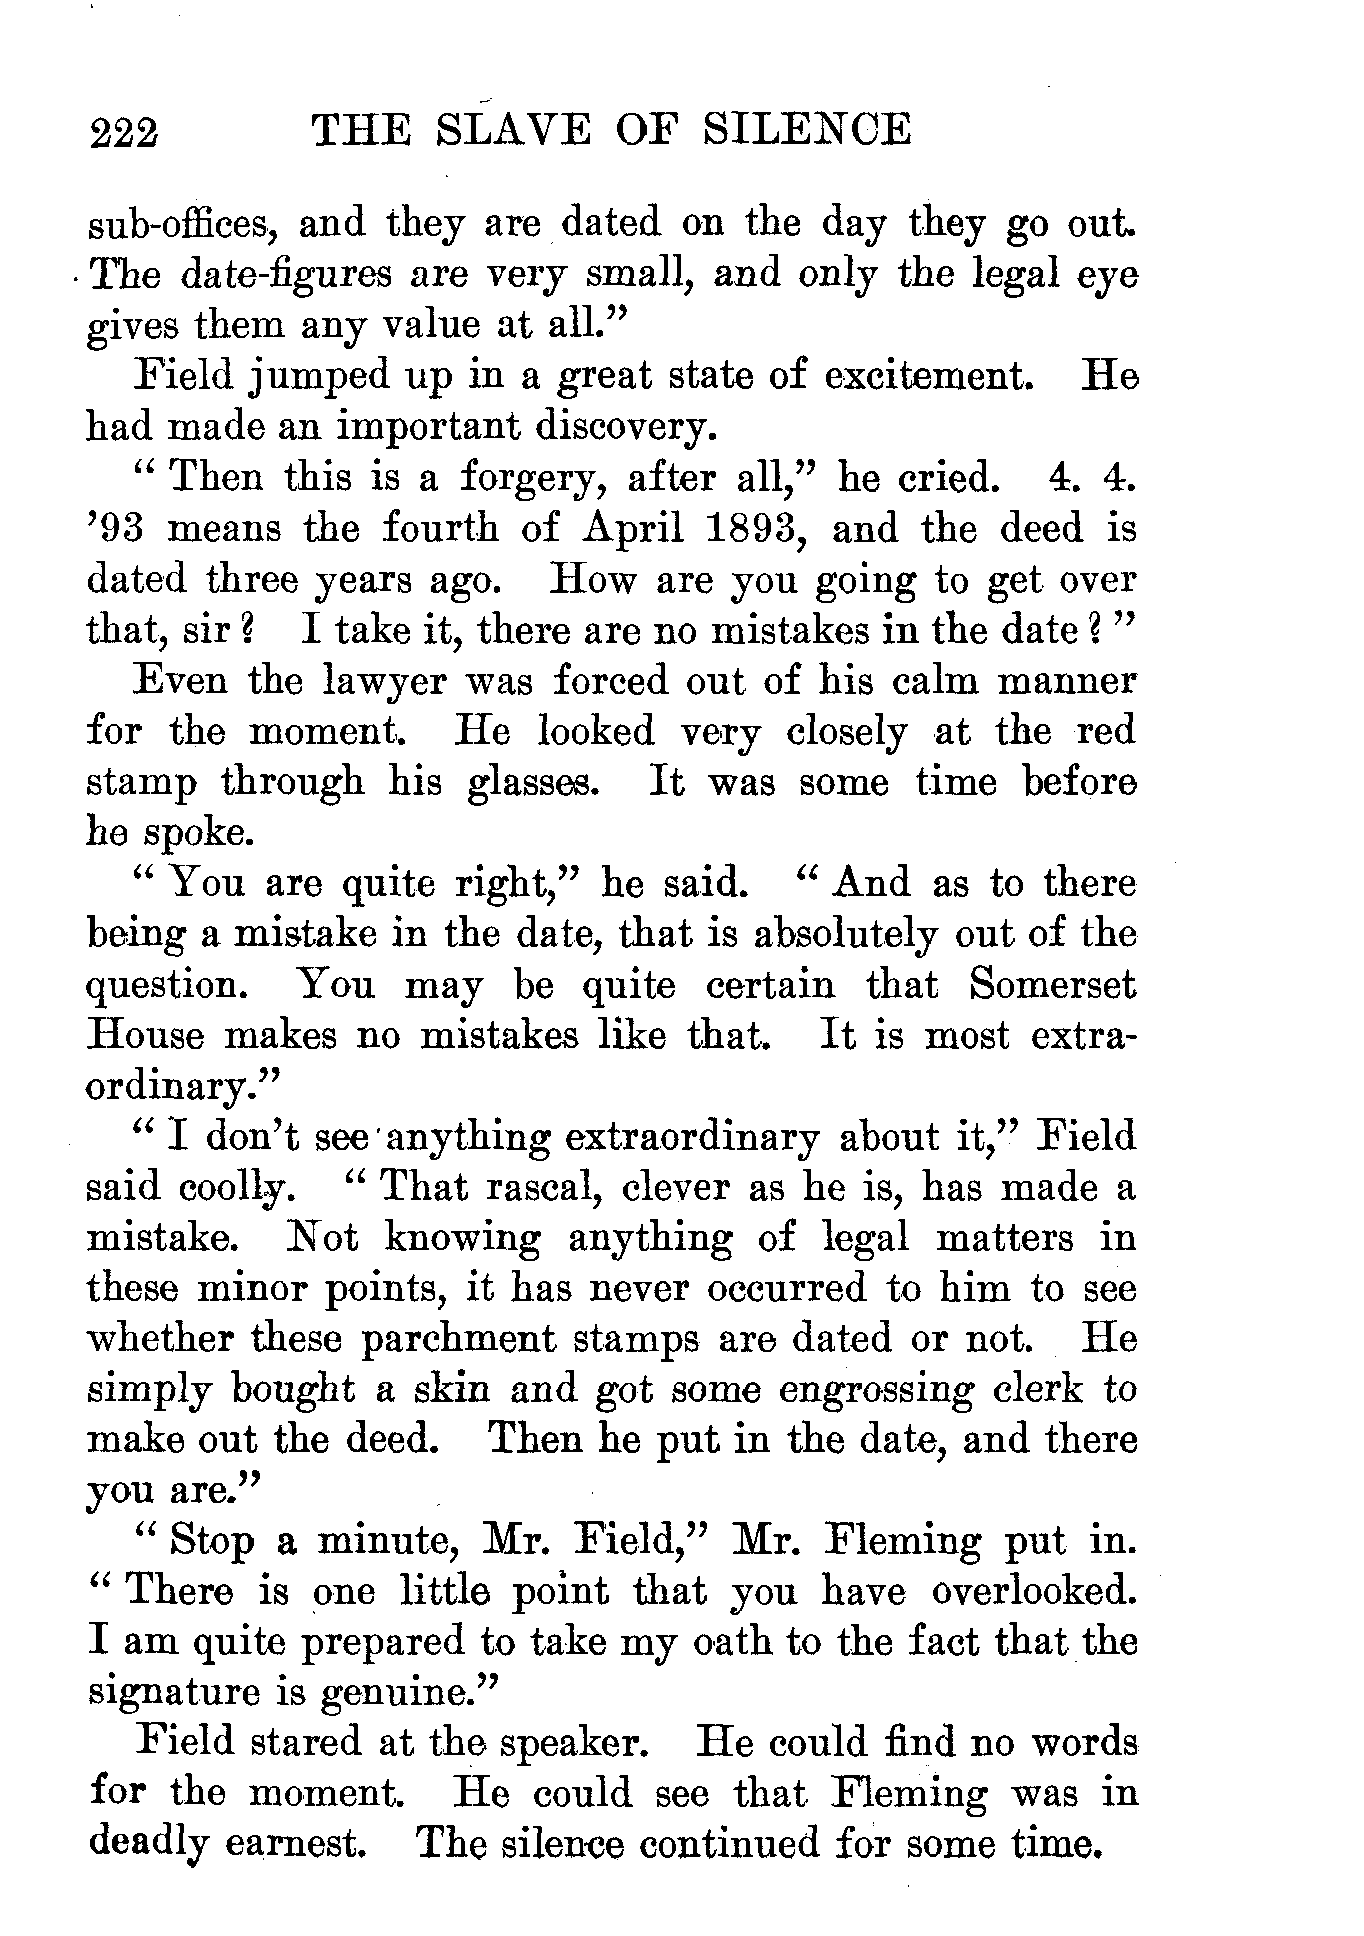 222 THE SLAVE OF SILENCE
sub-offices, and they are dated on the day they go out.
The date-figures are very small, and only the legal eye
gives them any value at all.”
Field jumped up in a great state of excitement. He
had made an important discovery.
“ Then this is a forgery, after all,” he cried. 4. 4.
’93 means the fourth of April 1893, and the deed is
dated three years ago. How are you going to get over
that, sir ? I take it, there are no mistakes in the date ? ”
Even the lawyer was forced out of his calm manner
for the moment. He looked very closely at the red
stamp through his glasses. It was some time before
he spoke.
“ You are quite right,” he said. “ And as to there
being a mistake in the date, that is absolutely out of the
question. You may be quite certain that Somerset
House makes no mistakes like that. It is most extra-
ordinary.”
“ I don’t see anything extraordinary about it,” Field
said coolly. “ That rascal, clever as he is, has made a
mistake. Not knowing anything of legal matters in
these minor points, it has never occurred to him to see
whether these parchment stamps are dated or not. He
simply bought a skin and got some engrossing clerk to
make out the deed. Then he put in the date, and there
you are.”
“ Stop a minute, Mr. Field,” Mr. Fleming put in.
“ There is one little point that you have overlooked.
I am quite prepared to take my oath to the fact that the
signature is genuine.”
Field stared at the speaker. He could find no words
for the moment. He could see that Fleming was in
deadly earnest. The silence continued for some time.